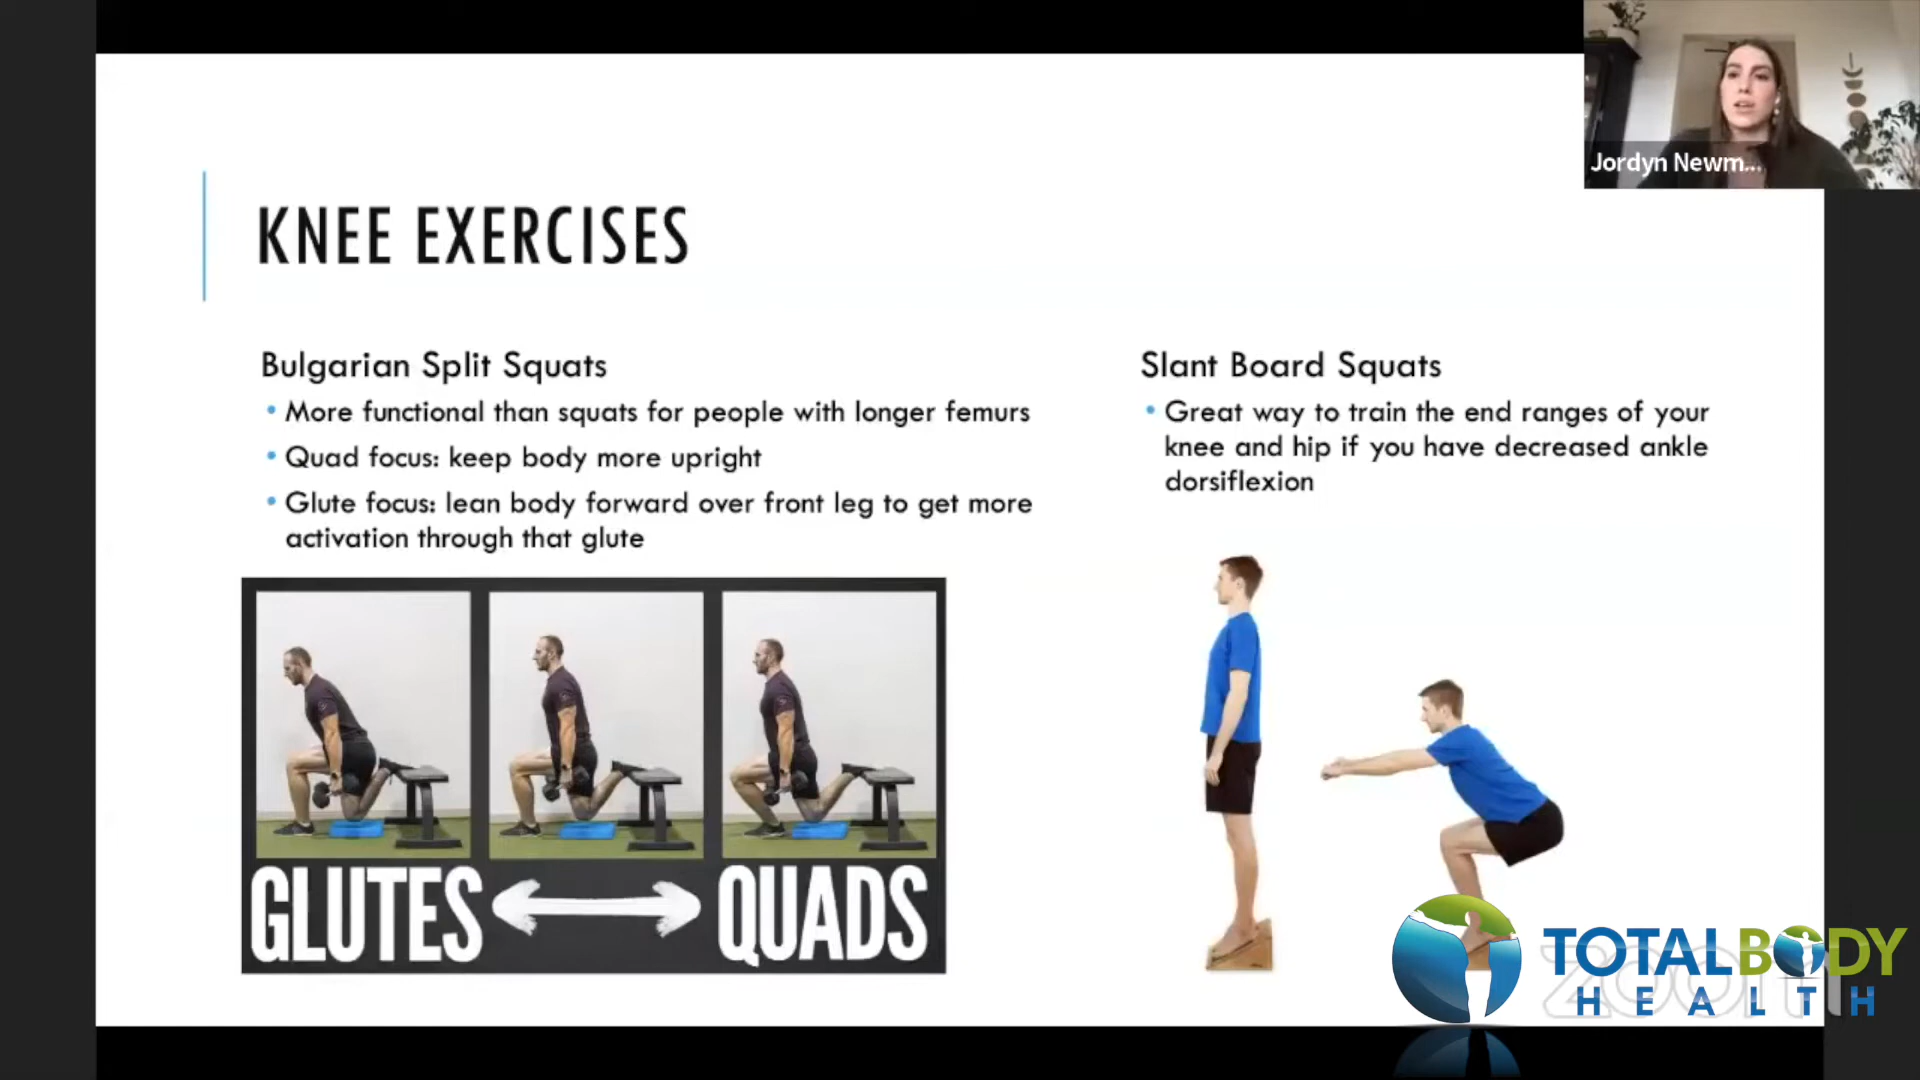 Jordyn Newm...
KNEE EXERCISES
Bulgarian Split Squats
• More functional than squats for people with longer femurs
• Quad focus: keep body more upright
• Glute focus: lean body forward over front leg to get more
activation through that glute
Slant Board Squats
• Great way to train the end ranges of your
knee and hip if you have decreased ankle
dorsiflexion
GLUTES
QUADS
TOTAL BODY
HEALTH
zoom